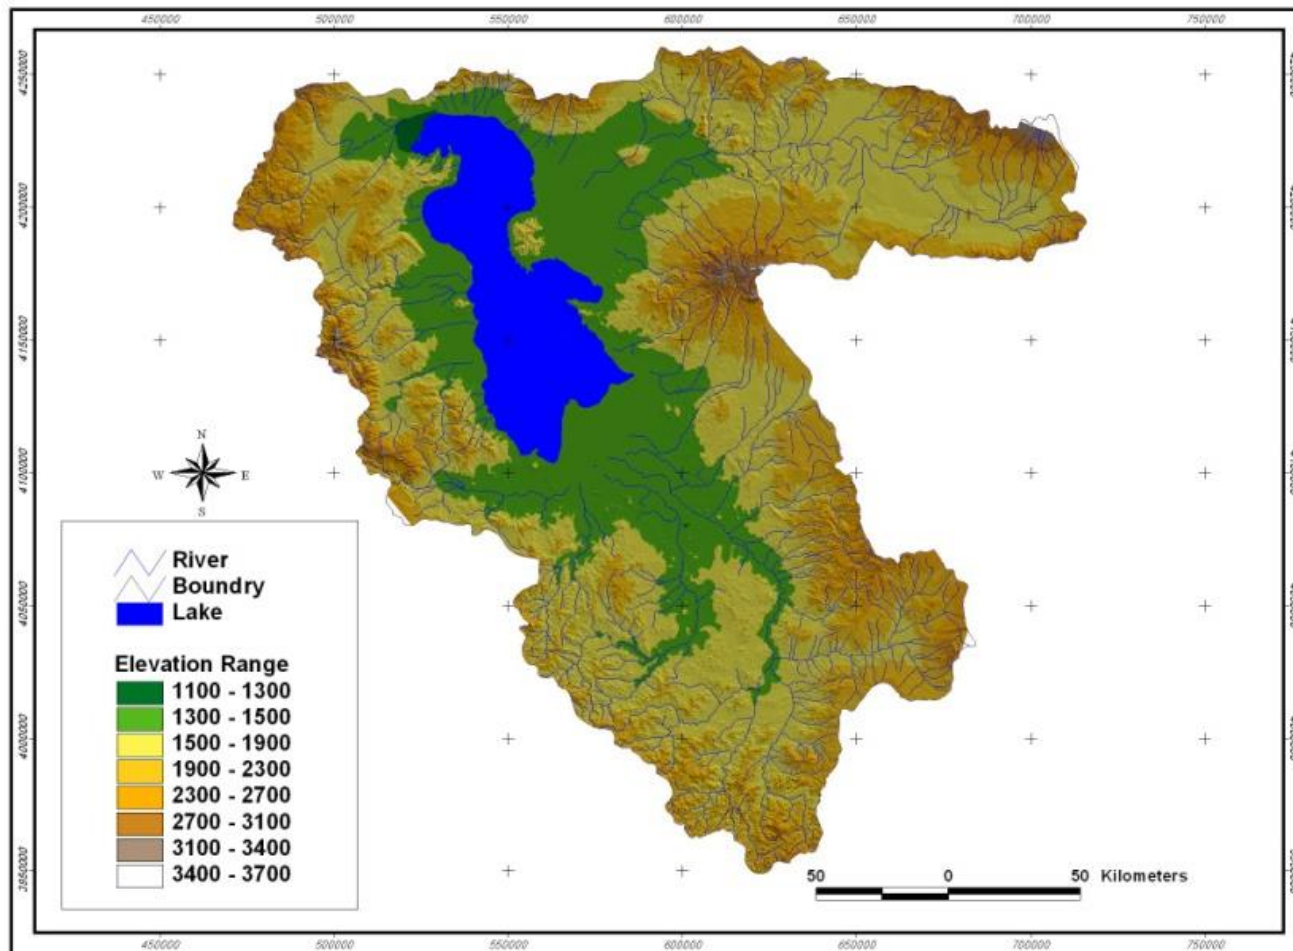 450000 500000 550000 600000 650000 700000 750000
4250000
4200000
4150000
4100000
4050000
4000000
3950000
N
W E
S
River
Boundry
Lake
Elevation Range
1100 - 1300
1300 - 1500
1500 - 1900
1900 - 2300
2300 - 2700
2700 - 3100
3100 - 3400
3400 - 3700
50 0 50 Kilometers
450000 500000 550000 600000 650000 700000 750000